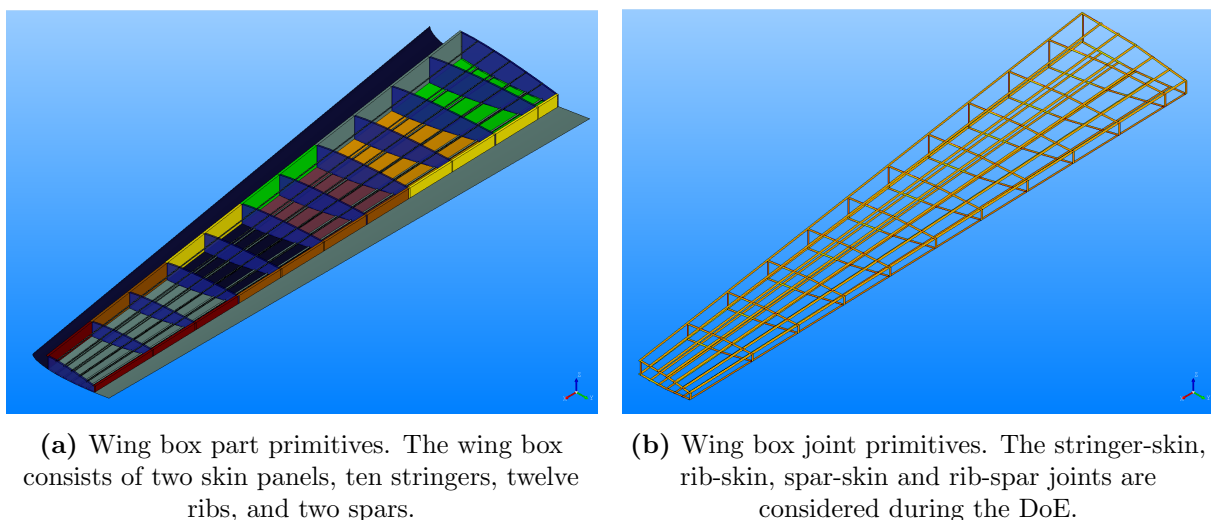 (a) Wing box part primitives. The wing box
consists of two skin panels, ten stringers, twelve
ribs, and two spars.
(b) Wing box joint primitives. The stringer-skin,
rib-skin, spar-skin and rib-spar joints are
considered during the DoE.